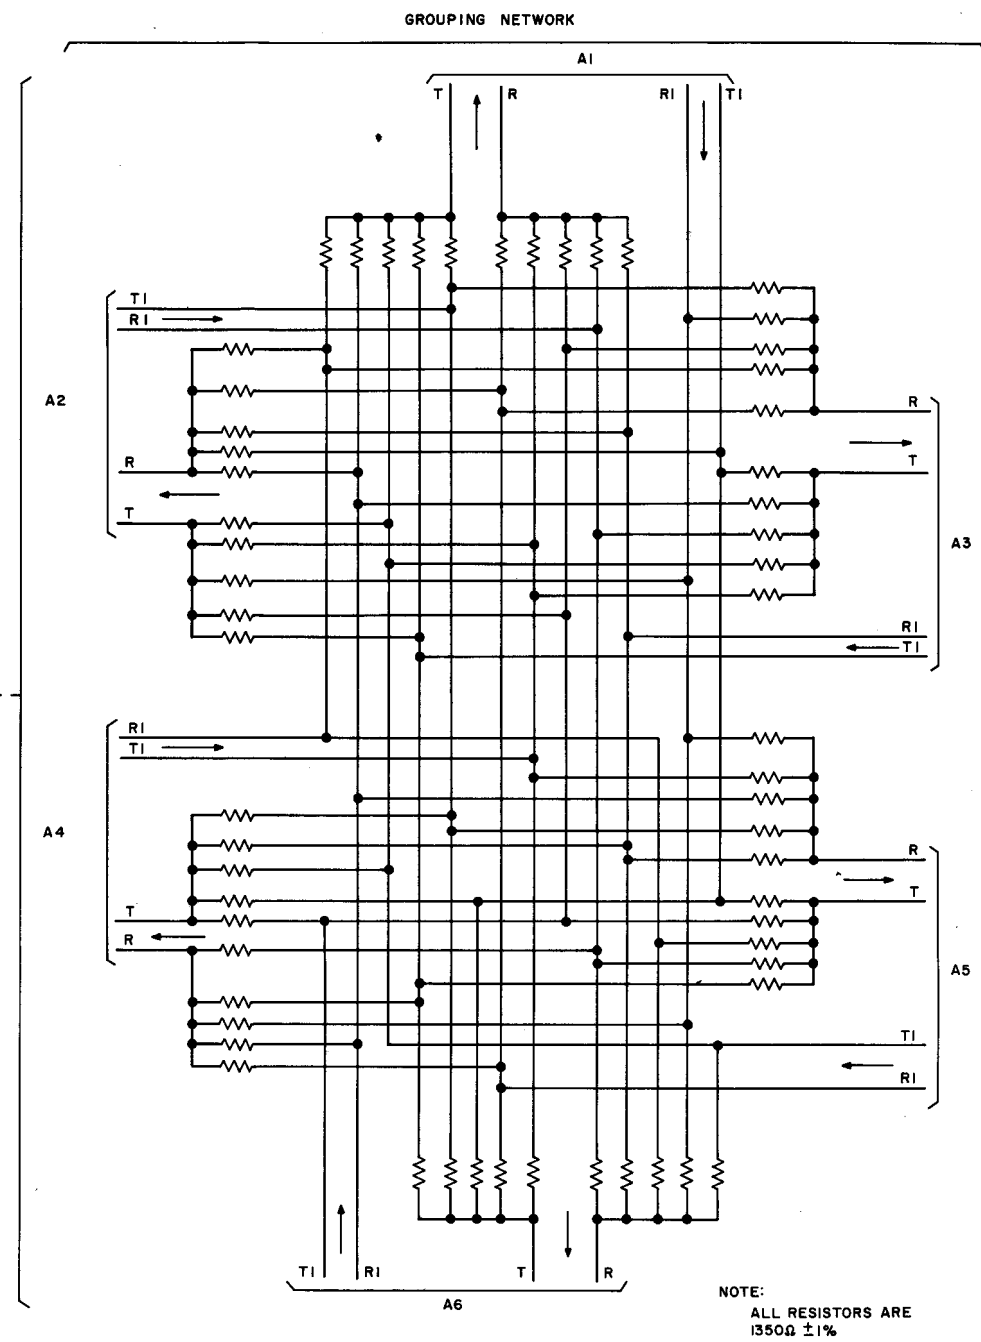 GROUPING NETWORK
A1
T R R1 T1
T1
R1
A2
R
R
T
T
A3
R1
T1
R1
T1
A4
R
T
T
R
A5
T1
R1
T1 R1 T R
A6
NOTE:
ALL RESISTORS ARE
1350Ω ±1%